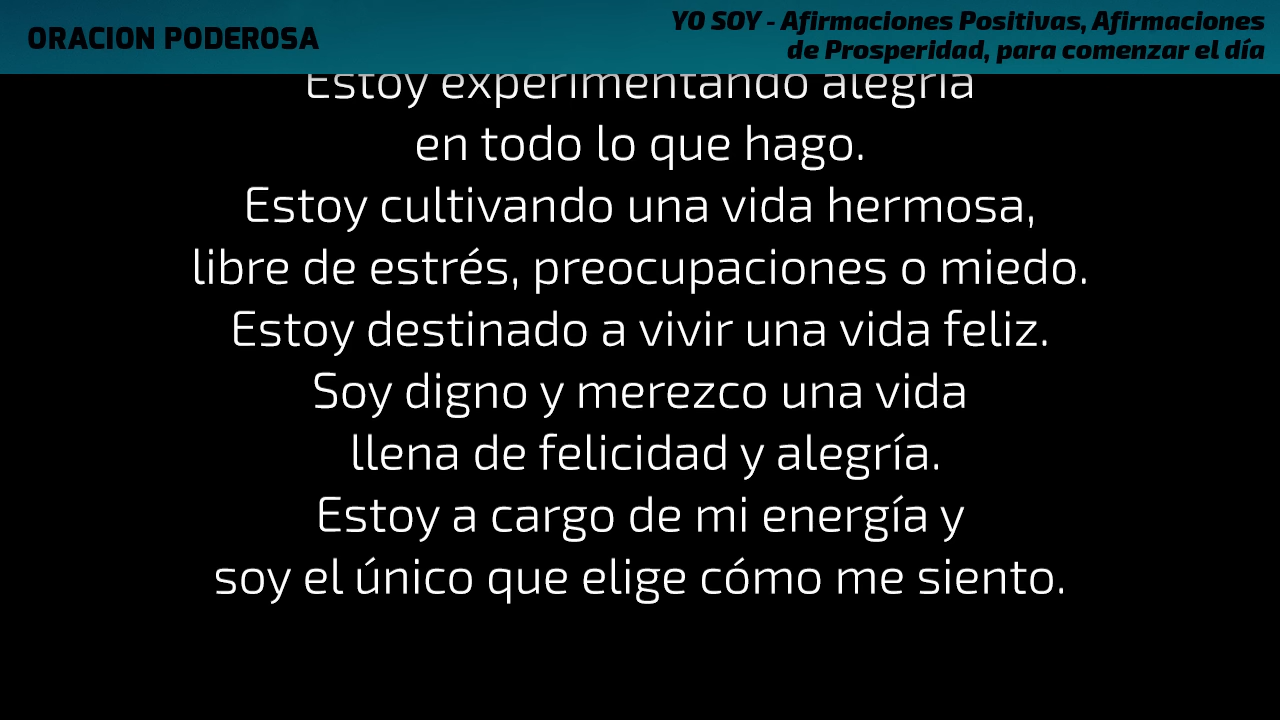 ORACION PODEROSA
YO SOY - Afirmaciones Positivas, Afirmaciones
de Prosperidad, para comenzar el día
Estoy experimentando alegría
en todo lo que hago.
Estoy cultivando una vida hermosa,
libre de estrés, preocupaciones o miedo.
Estoy destinado a vivir una vida feliz.
Soy digno y merezco una vida
llena de felicidad y alegría.
Estoy a cargo de mi energía y
soy el único que elige cómo me siento.